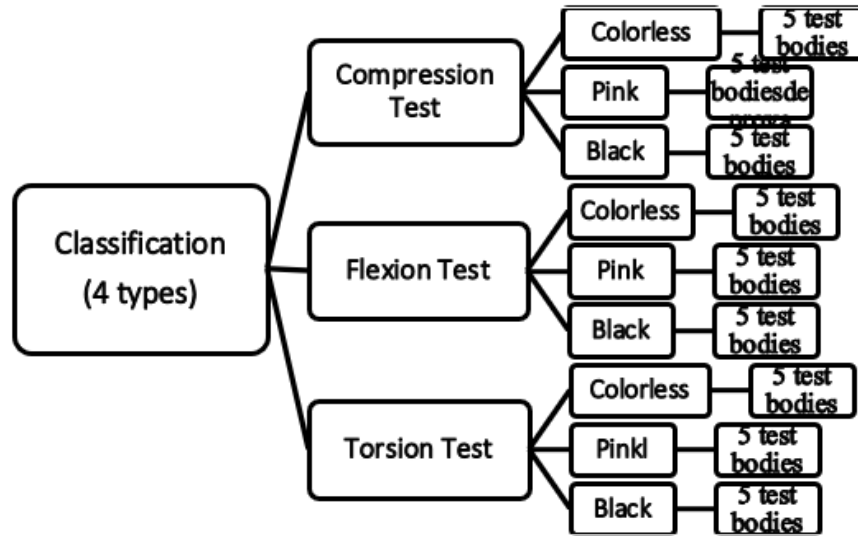 Classification
(4 types)
Compression
Test
Colorless
5 test
bodies
Pink
5 test
bodiesde
Black
5 test
bodies
Flexion Test
Colorless
5 test
bodies
Pink
5 test
bodies
Black
5 test
bodies
Torsion Test
Colorless
5 test
bodies
Pinkl
5 test
bodies
Black
5 test
bodies